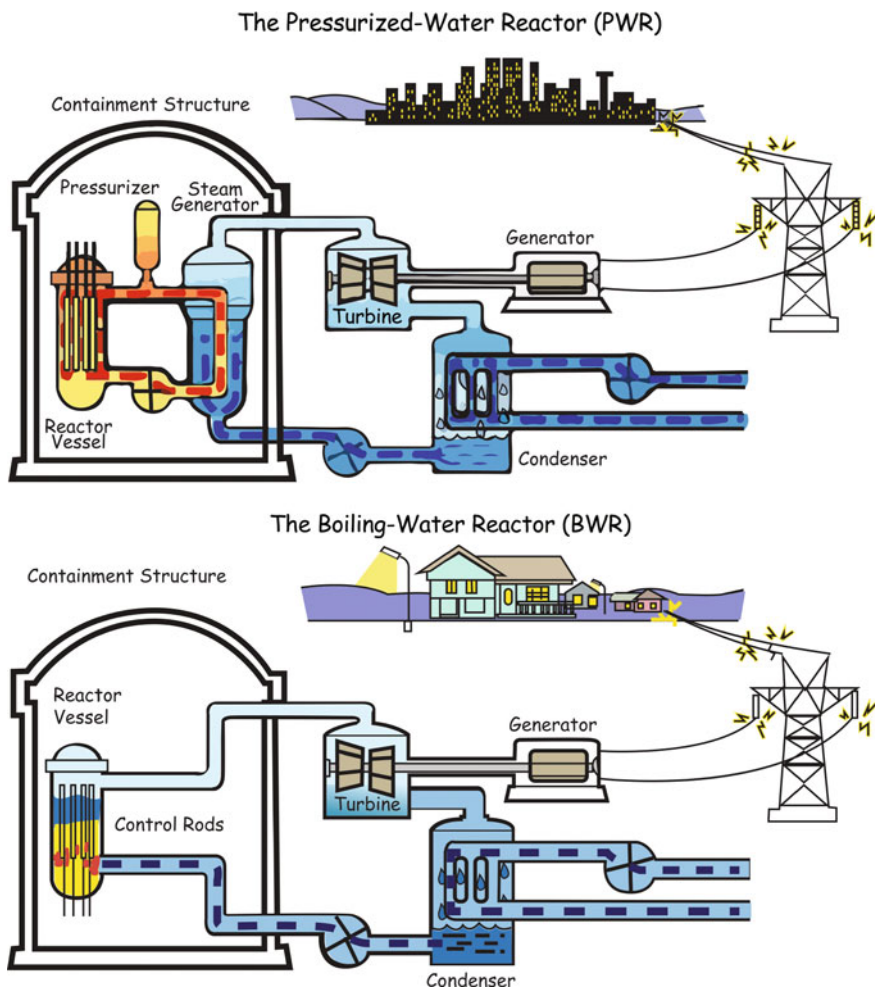 The Pressurized-Water Reactor (PWR)
Containment Structure
Pressurizer
Steam
Generator
Generator
Turbine
Reactor
Vessel
Condenser
The Boiling-Water Reactor (BWR)
Containment Structure
Reactor
Vessel
Generator
Turbine
Control Rods
Condenser